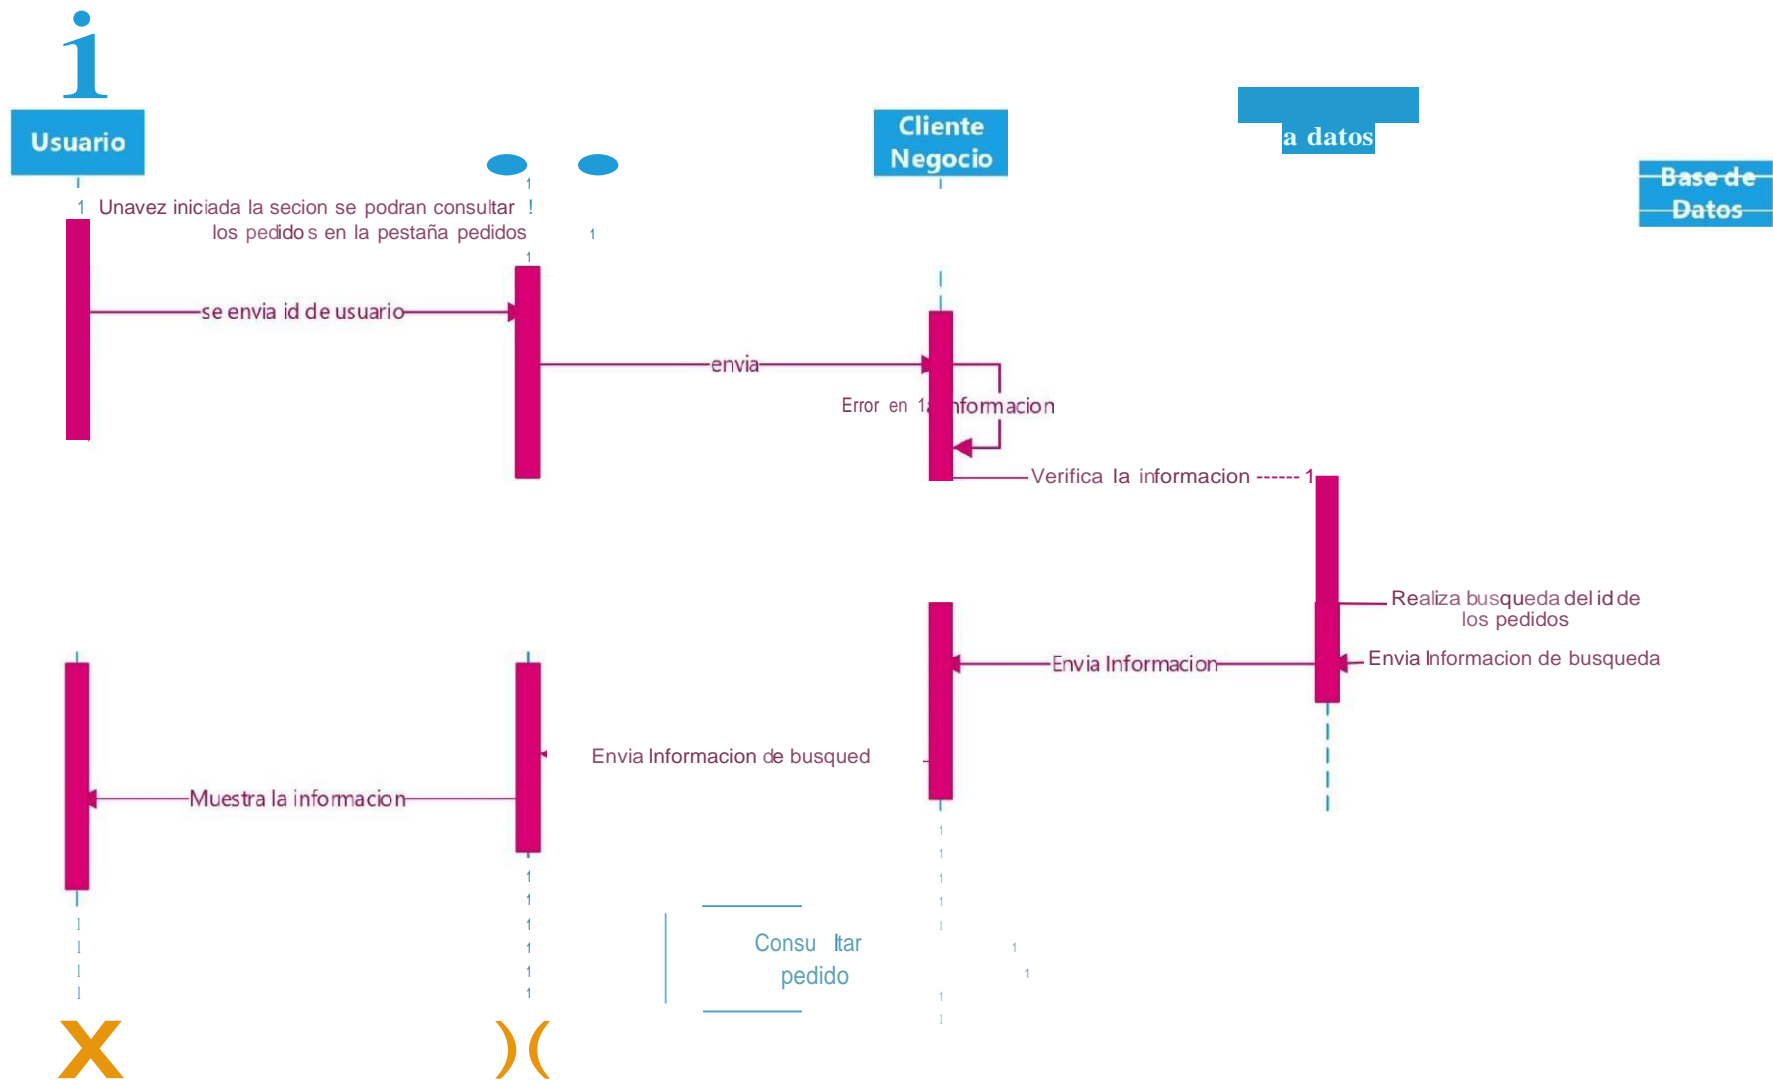 Usuario
Cliente
Negocio
a datos
Base de
Datos
Unavez iniciada la secion se podran consultar
los pedidos en la pestaña pedidos
se envia id de usuario
envia
Error en 1a informacion
Verifica la informacion ------ 1
Realiza busqueda del id de
los pedidos
Envia Informacion
Envia Informacion de busqueda
Envia Informacion de busqued
Muestra la informacion
Consu ltar
pedido